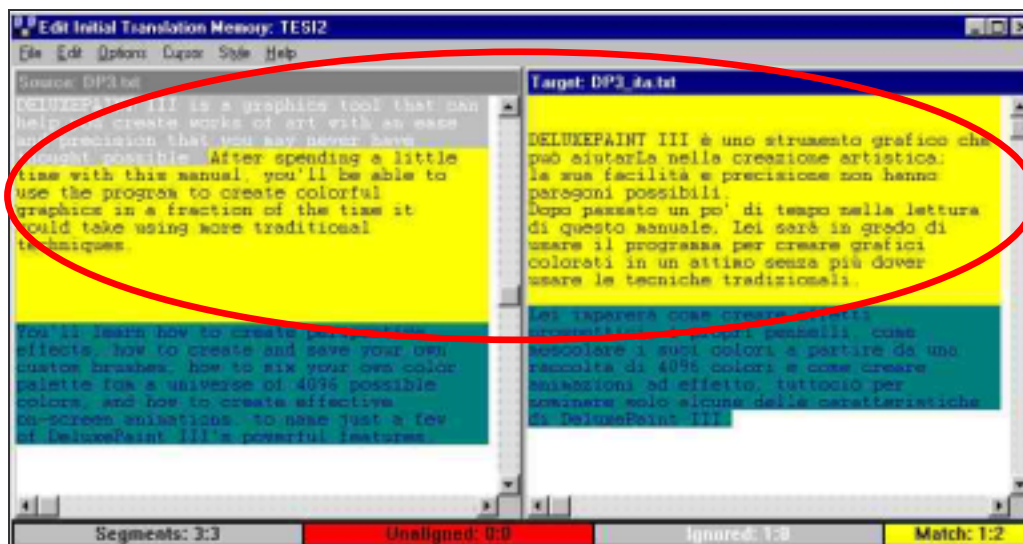 Edit Initial Translation Memory: TESI2
File Edit Options Cursor Style Help
Source: DP3.txt
DELUXEPAINT III is a graphics tool that can
help you create works of art with an ease
and precision that you may never have
thought possible. After spending a little
time with this manual, you'll be able to
use the program to create colorful
graphics in a fraction of the time it
would take using more traditional
techniques.
You'll learn how to create perspective
effects, how to create and save your own
custom brushes, how to mix your own color
palette fom a universe of 4096 possible
colors, and how to create effective
on-screen animations, to name just a few
of DeluxePaint III's powerful features.
Target: DP3_ita.txt
DELUXEPAINT III è uno strumento grafico che
può aiutarLa nella creazione artistica;
la sua facilità e precisione non hanno
paragoni possibili.
Dopo passato un po' di tempo nella lettura
di questo manuale, Lei sarà in grado di
usare il programma per creare grafici
colorati in un attimo senza più dover
usare le tecniche tradizionali.
Lei imparerà come creare effetti
prospettici e propri pennelli, come
mescolare i suoi colori a partire da una
raccolta di 4096 colori e come creare
animazioni ad effetto, tuttociò per
nominare solo alcune delle caratteristiche
di DeluxePaint III.
Segments: 3:3
Unaligned: 0:0
Ignored: 1:0
Match: 1:2